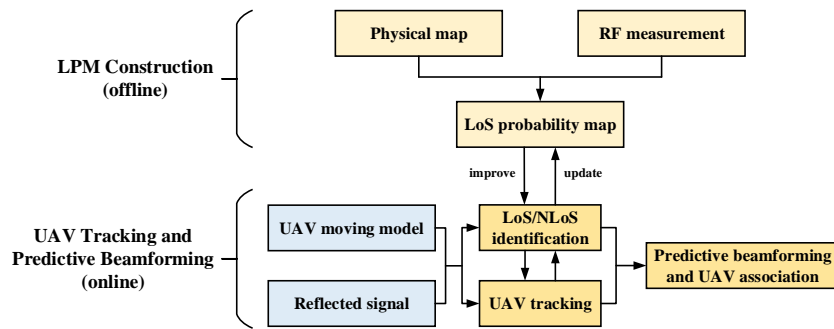 Physical map
RF measurement
LPM Construction
(offline)
LoS probability map
improve
update
UAV Tracking and
Predictive Beamforming
(online)
UAV moving model
LoS/NLoS
identification
Predictive beamforming
and UAV association
Reflected signal
UAV tracking